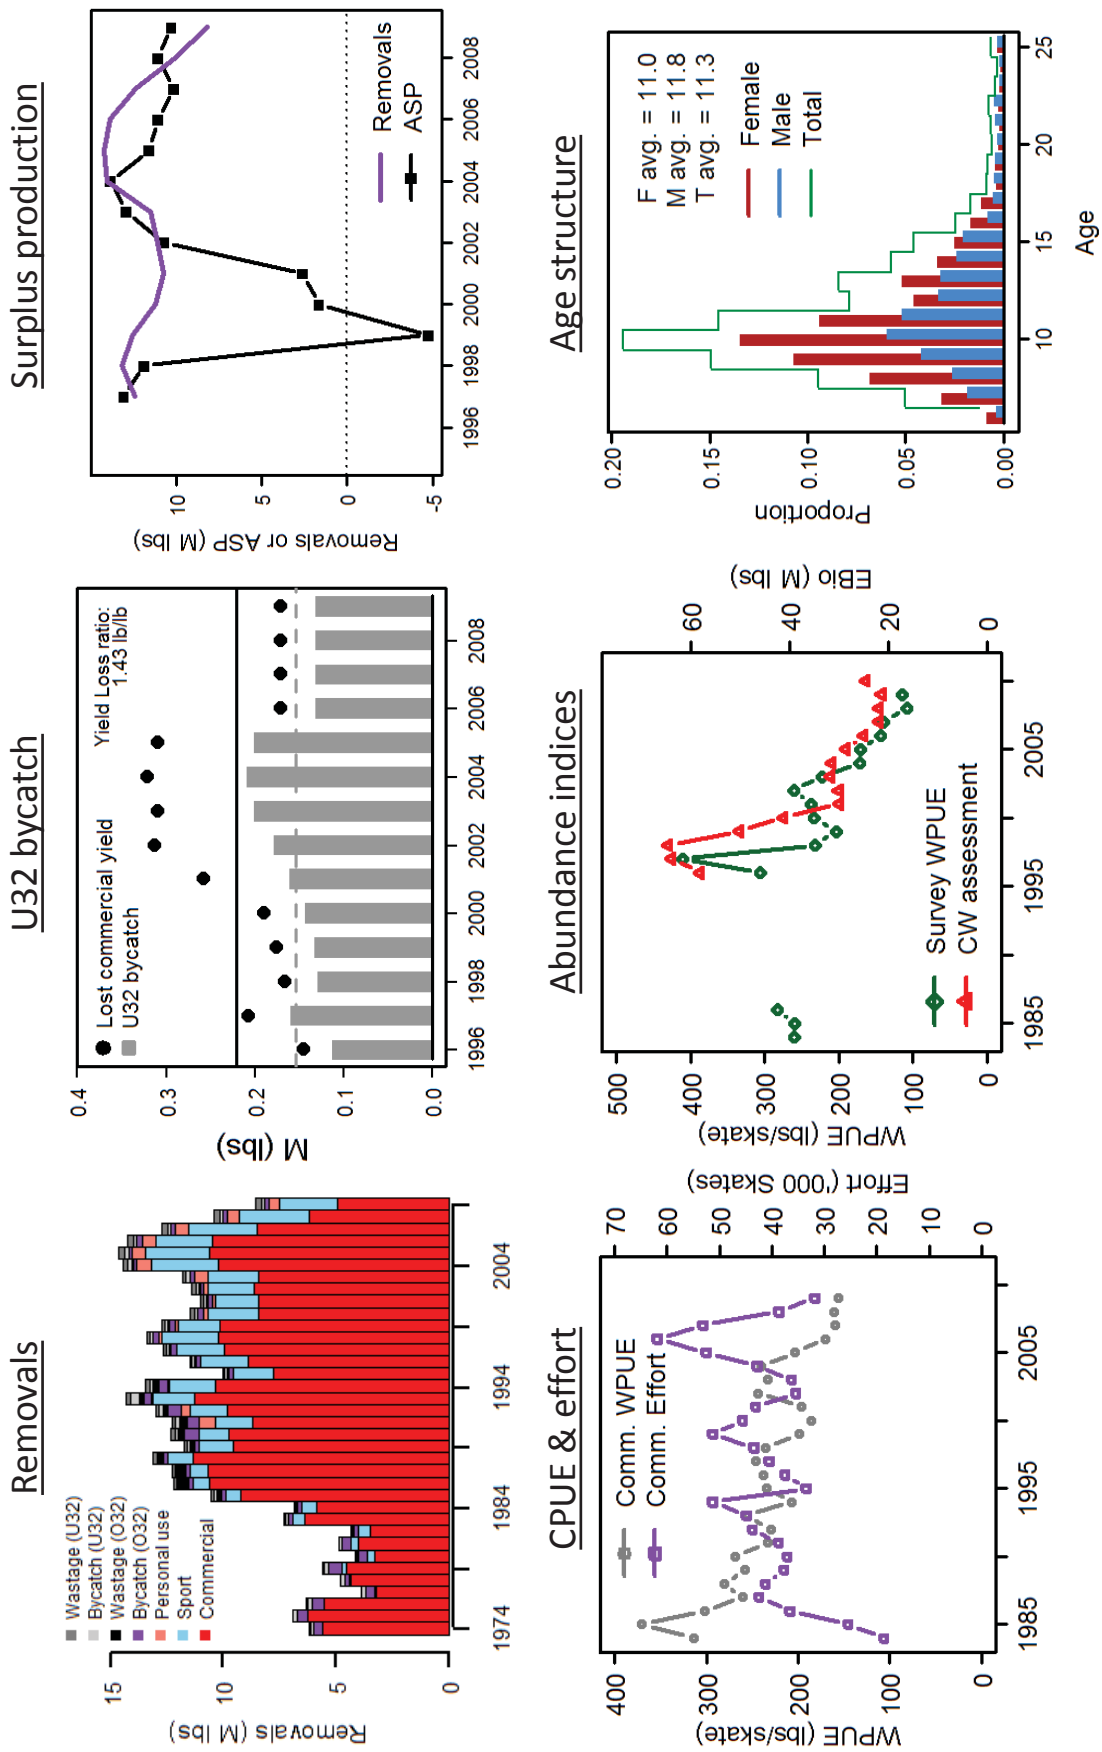 Removals
Wastage (U32)
Bycatch (U32)
Wastage (O32)
Bycatch (O32)
Personal use
Sport
Commercial
Removals (M lbs)
15
10
5
0
1974
1984
1994
2004
U32 bycatch
Lost commercial yield
U32 bycatch
Yield Loss ratio:
1.43 lb/lb
M (lbs)
0.4
0.3
0.2
0.1
0.0
1996
1998
2000
2002
2004
2006
2008
Surplus production
Removals or ASP (M lbs)
10
5
0
-5
Removals
ASP
1996
1998
2000
2002
2004
2006
2008
CPUE & effort
Comm. WPUE
Comm. Effort
WPUE (lbs/skate)
400
300
200
100
0
Effort ('000 Skates)
70
60
50
40
30
20
10
0
1985
1995
2005
Abundance indices
WPUE (lbs/skate)
500
400
300
200
100
0
EBio (M lbs)
60
40
20
0
Survey WPUE
CW assessment
1985
1995
2005
Age structure
Proportion
0.20
0.15
0.10
0.05
0.00
F avg. = 11.0
M avg. = 11.8
T avg. = 11.3
Female
Male
Total
10
15
20
25
Age